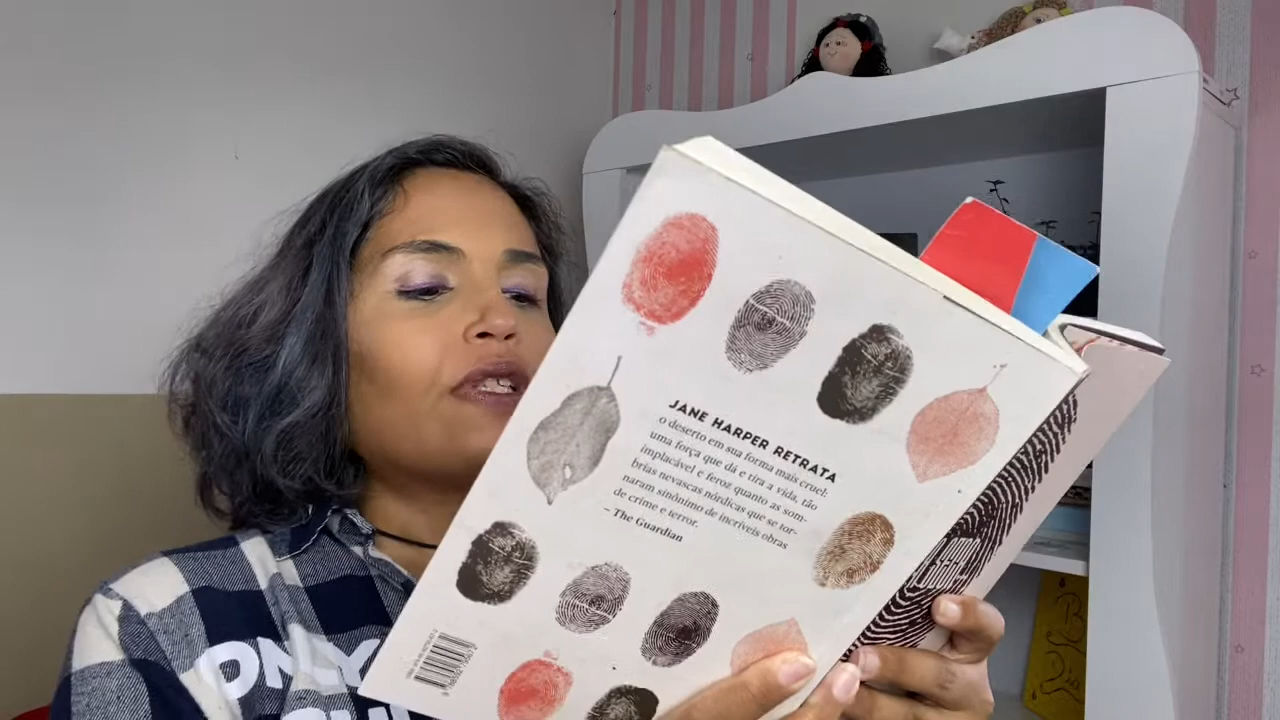 JANE HARPER RETRATA
o deserto em sua forma mais cruel:
uma força que dá e tira a vida, tão
implacável e feroz quanto as som-
brias nevascas nórdicas que se tor-
naram sinônimo de incríveis obras
de crime e terror.
– The Guardian
ONLY